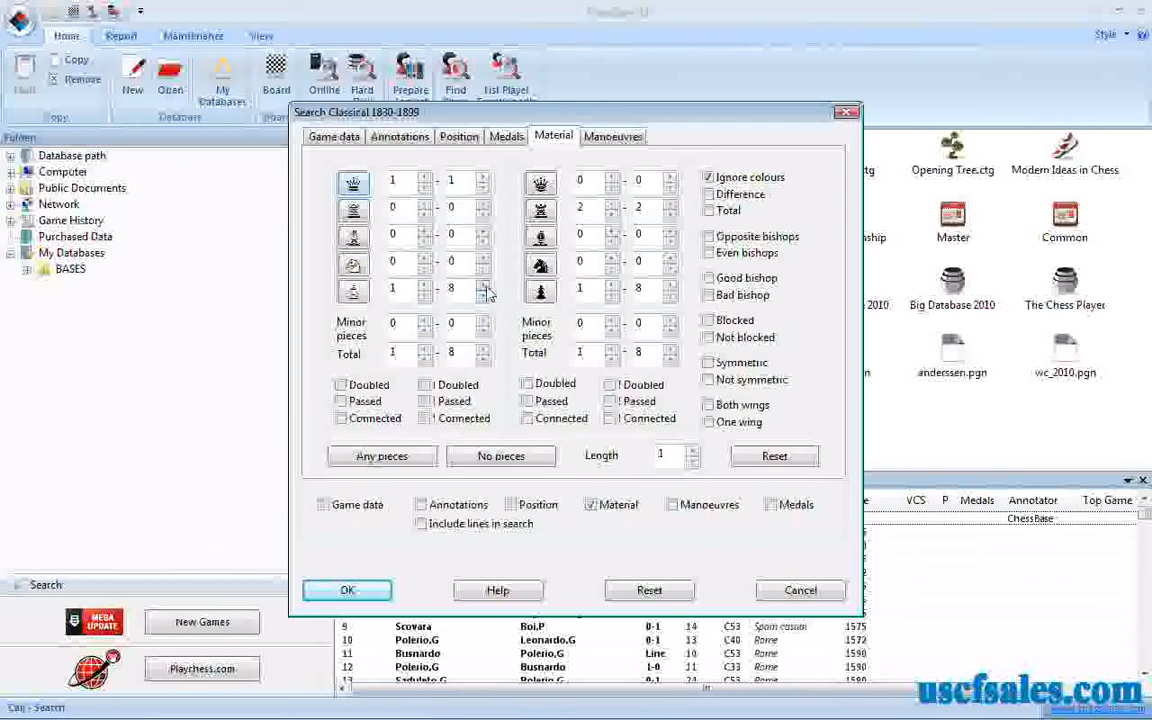 Home Report Maintenance View Style
Copy
Remove
New Open My Databases Board Online Hard Prepare Find List Player
Copy Database
Search Classical 1830-1899
Game data Annotations Position Medals Material Manoeuvres
Database path
Computer
Public Documents
Network
Game History
Purchased Data
My Databases
BASES
1 - 1 0 - 0 Ignore colours
Difference
0 - 0 2 - 2 Total
0 - 0 0 - 0 Opposite bishops
Even bishops
0 - 0 0 - 0 Good bishop
1 - 8 1 - 8 Bad bishop
Minor pieces 0 - 0 Minor pieces 0 - 0 Blocked
Not blocked
Total 1 - 8 Total 1 - 8 Symmetric
Not symmetric
Doubled ! Doubled Doubled ! Doubled
Passed ! Passed Passed ! Passed Both wings
Connected ! Connected Connected ! Connected One wing
Any pieces No pieces Length 1 Reset
Game data Annotations Position Material Manoeuvres Medals
Include lines in search
OK Help Reset Cancel
Opening Tree.ctg Modern Ideas in Chess
Master Common
Big Database 2010 The Chess Player
anderssen.pgn wc_2010.pgn
VCS P Medals Annotator Top Game
ChessBase
Search:
New Games
MEGA UPDATE
Playchess.com
9 Scovara Boi,P 0-1 14 C53 Spain casual 1575
10 Polerio,G Leonardo,G 0-1 13 C40 Rome 1572
11 Busnardo Line 10 C53 Rome 1590
12 Polerio,G Busnardo 1-0 11 C33 Rome 1590
uscfsales.com